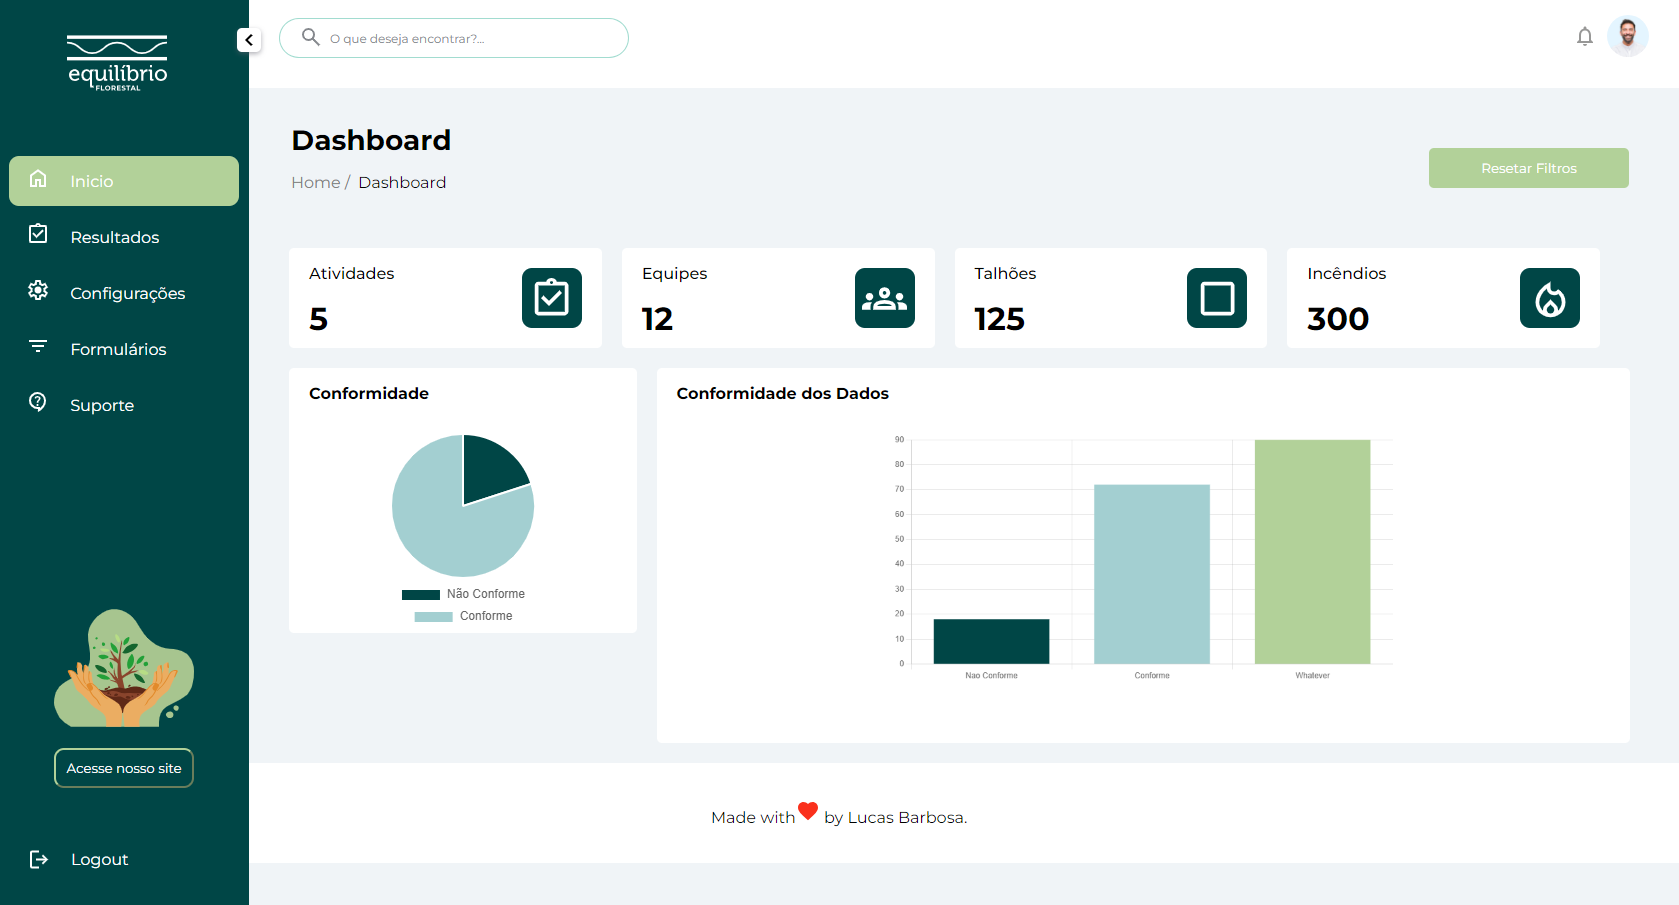 equilíbrio
FLORESTAL
O que deseja encontrar?...
Inicio
Resultados
Configurações
Formulários
Suporte
Acesse nosso site
Logout
Dashboard
Home / Dashboard
Resetar Filtros
Atividades
5
Equipes
12
Talhões
125
Incêndios
300
Conformidade
Não Conforme
Conforme
Conformidade dos Dados
90
80
70
60
50
40
30
20
10
0
Nao Conforme
Conforme
Whatever
Made with by Lucas Barbosa.